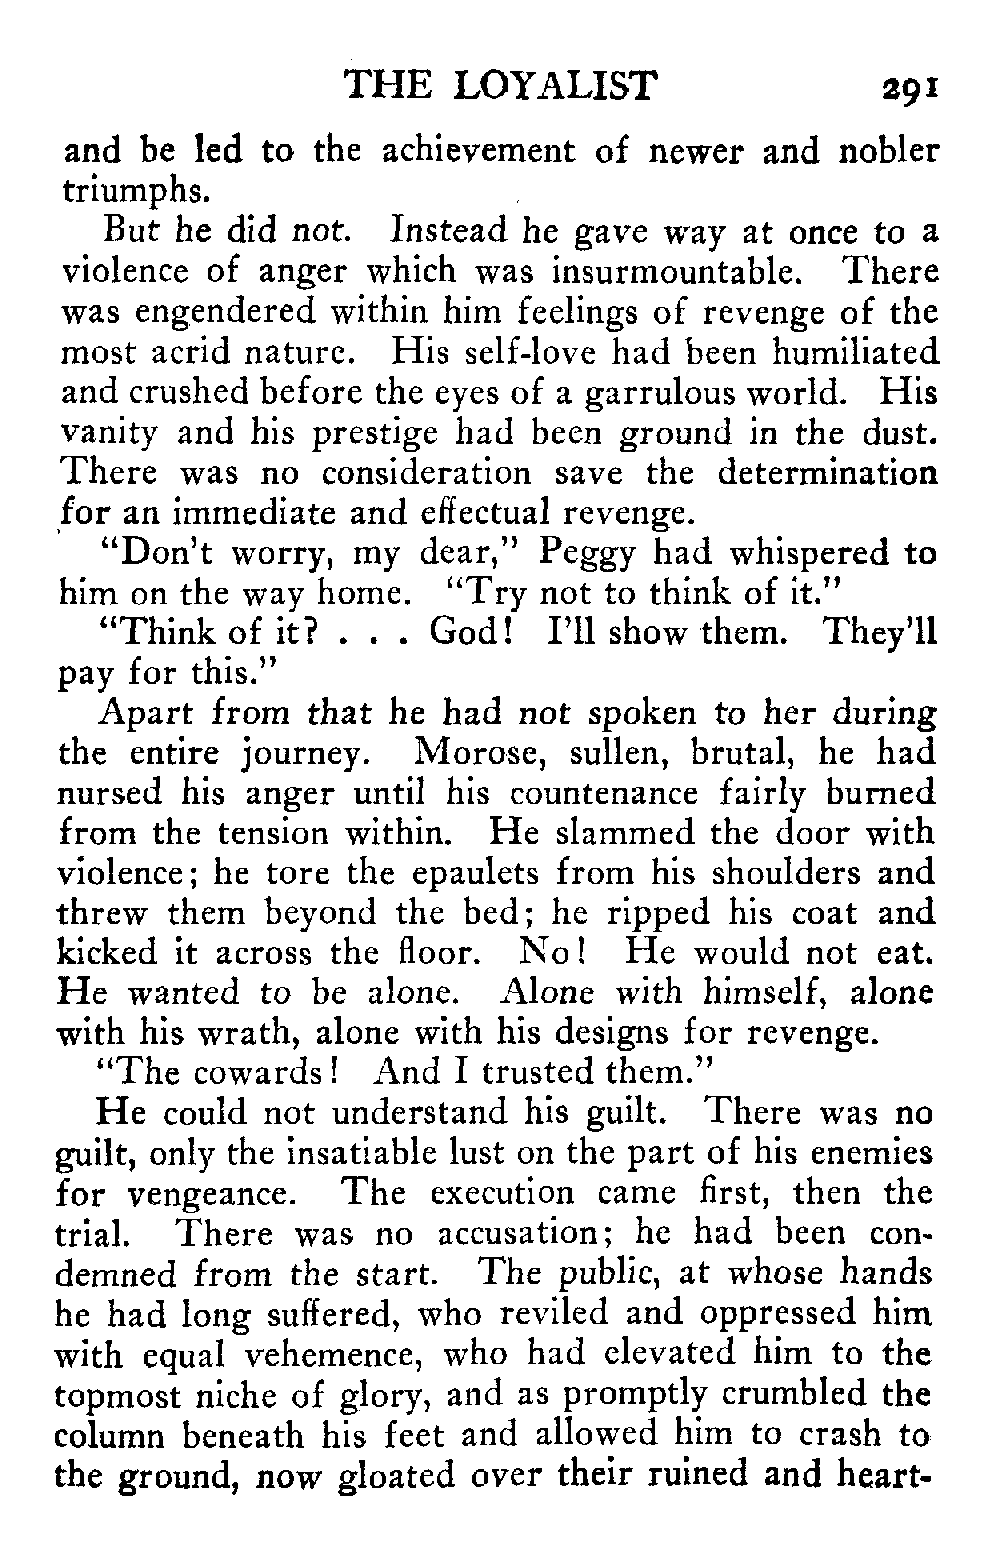 THE LOYALIST 291
and be led to the achievement of newer and nobler
triumphs.
But he did not. Instead he gave way at once to a
violence of anger which was insurmountable. There
was engendered within him feelings of revenge of the
most acrid nature. His self-love had been humiliated
and crushed before the eyes of a garrulous world. His
vanity and his prestige had been ground in the dust.
There was no consideration save the determination
for an immediate and effectual revenge.
"Don't worry, my dear," Peggy had whispered to
him on the way home. "Try not to think of it."
"Think of it? . . . God! I'll show them. They'll
pay for this."
Apart from that he had not spoken to her during
the entire journey. Morose, sullen, brutal, he had
nursed his anger until his countenance fairly burned
from the tension within. He slammed the door with
violence; he tore the epaulets from his shoulders and
threw them beyond the bed; he ripped his coat and
kicked it across the floor. No! He would not eat.
He wanted to be alone. Alone with himself, alone
with his wrath, alone with his designs for revenge.
"The cowards! And I trusted them."
He could not understand his guilt. There was no
guilt, only the insatiable lust on the part of his enemies
for vengeance. The execution came first, then the
trial. There was no accusation; he had been con-
demned from the start. The public, at whose hands
he had long suffered, who reviled and oppressed him
with equal vehemence, who had elevated him to the
topmost niche of glory, and as promptly crumbled the
column beneath his feet and allowed him to crash to
the ground, now gloated over their ruined and heart-